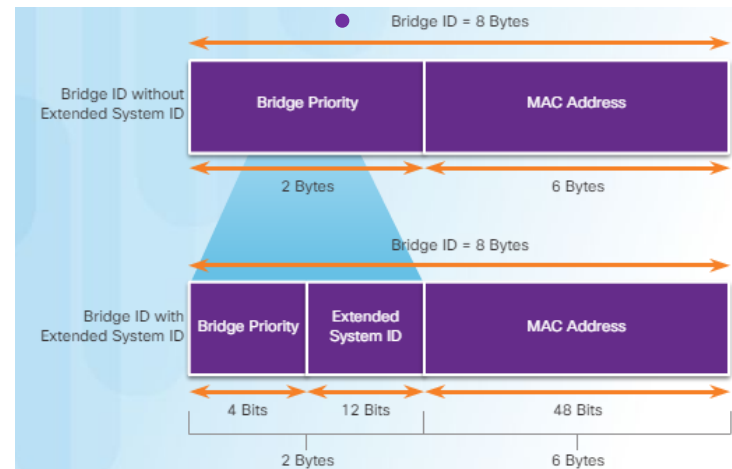 Bridge ID = 8 Bytes
Bridge ID without
Extended System ID
Bridge Priority
MAC Address
2 Bytes
6 Bytes
Bridge ID = 8 Bytes
Bridge ID with
Extended System ID
Bridge Priority
Extended
System ID
MAC Address
4 Bits
12 Bits
48 Bits
2 Bytes
6 Bytes